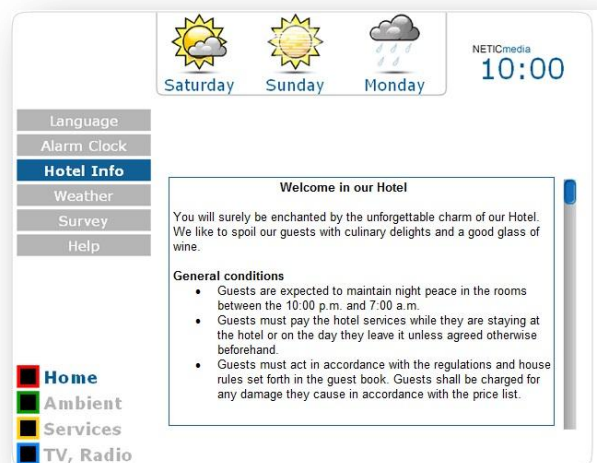 NETICmedia
10:00
Saturday Sunday Monday
Language
Alarm Clock
Hotel Info
Weather
Survey
Help
Welcome in our Hotel
You will surely be enchanted by the unforgettable charm of our Hotel.
We like to spoil our guests with culinary delights and a good glass of
wine.
General conditions
• Guests are expected to maintain night peace in the rooms
between the 10:00 p.m. and 7:00 a.m.
• Guests must pay the hotel services while they are staying at
the hotel or on the day they leave it unless agreed otherwise
beforehand.
• Guests must act in accordance with the regulations and house
rules set forth in the guest book. Guests shall be charged for
any damage they cause in accordance with the price list.
Home
Ambient
Services
TV, Radio